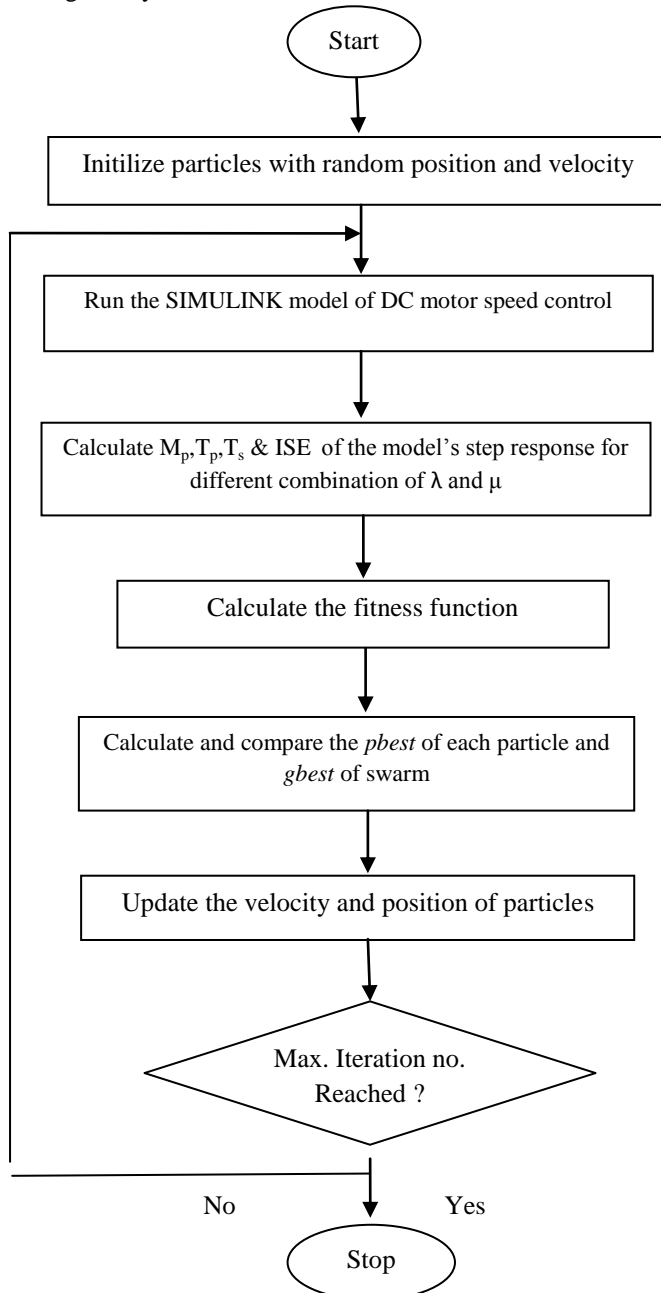 Start
Initilize particles with random position and velocity
Run the SIMULINK model of DC motor speed control
Calculate Mp,Tp,Ts & ISE of the model's step response for
different combination of λ and μ
Calculate the fitness function
Calculate and compare the pbest of each particle and
gbest of swarm
Update the velocity and position of particles
Max. Iteration no.
Reached ?
No Yes
Stop